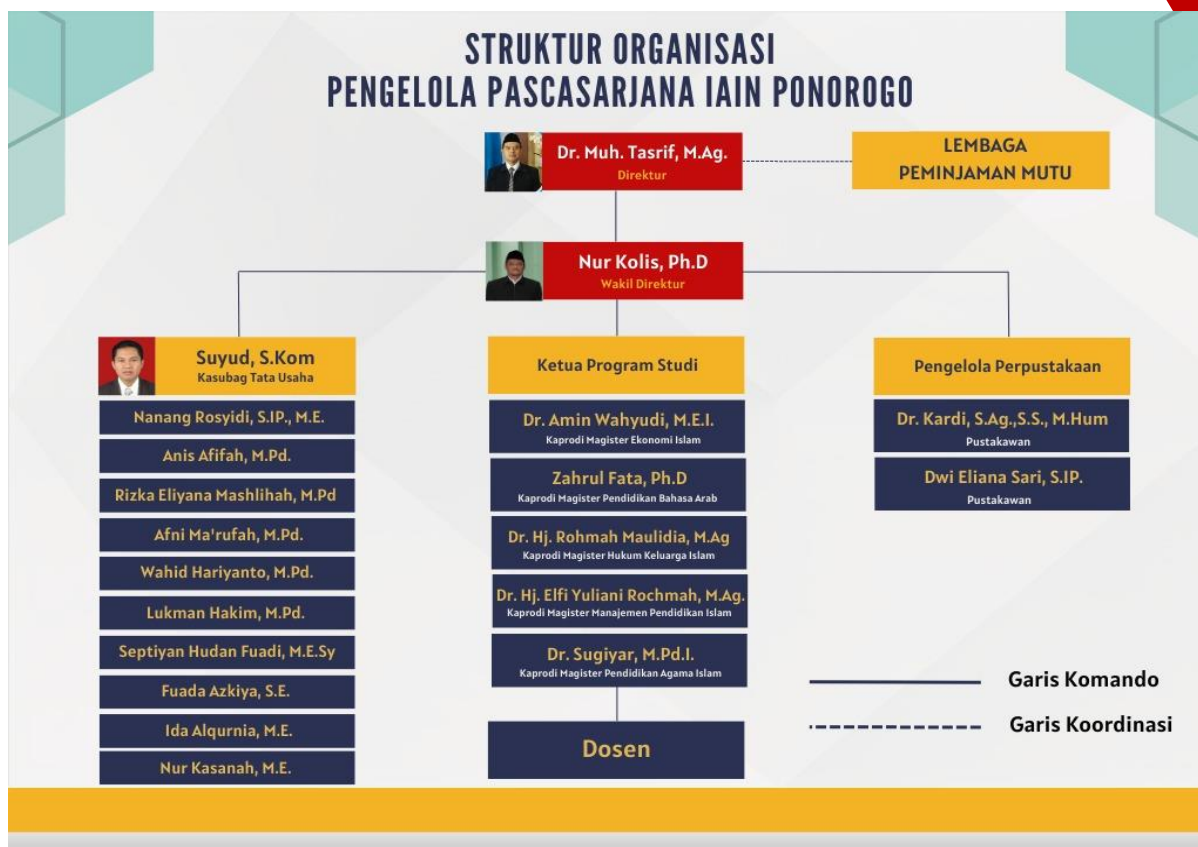 STRUKTUR ORGANISASI
PENGELOLA PASCASARJANA IAIN PONOROGO
Dr. Muh. Tasrif, M.Ag.
Direktur
LEMBAGA
PEMINJAMAN MUTU
Nur Kolis, Ph.D
Wakil Direktur
Suyud, S.Kom
Kasubag Tata Usaha
Nanang Rosyidi, S.IP., M.E.
Anis Afifah, M.Pd.
Rizka Eliyana Mashlihah, M.Pd
Afni Ma'rufah, M.Pd.
Wahid Hariyanto, M.Pd.
Lukman Hakim, M.Pd.
Septiyan Hudan Fuadi, M.E.Sy
Fuada Azkiya, S.E.
Ida Alqurnia, M.E.
Nur Kasanah, M.E.
Ketua Program Studi
Dr. Amin Wahyudi, M.E.I.
Kaprodi Magister Ekonomi Islam
Zahrul Fata, Ph.D
Kaprodi Magister Pendidikan Bahasa Arab
Dr. Hj. Rohmah Maulidia, M.Ag
Kaprodi Magister Hukum Keluarga Islam
Dr. Hj. Elfi Yuliani Rochmah, M.Ag.
Kaprodi Magister Manajemen Pendidikan Islam
Dr. Sugiyar, M.Pd.I.
Kaprodi Magister Pendidikan Agama Islam
Dosen
Pengelola Perpustakaan
Dr. Kardi, S.Ag.,S.S., M.Hum
Pustakawan
Dwi Eliana Sari, S.IP.
Pustakawan
Garis Komando
Garis Koordinasi